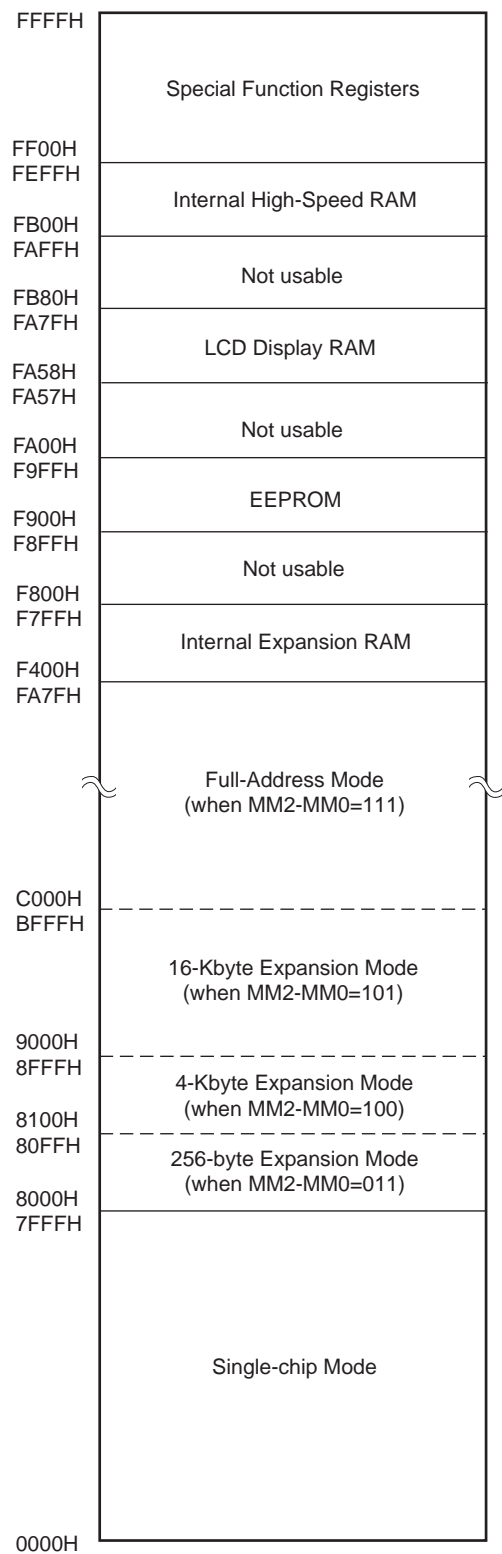 FFFFH
Special Function Registers
FF00H
FEFFH
Internal High-Speed RAM
FB00H
FAFFH
Not usable
FB80H
FA7FH
LCD Display RAM
FA58H
FA57H
Not usable
FA00H
F9FFH
EEPROM
F900H
F8FFH
Not usable
F800H
F7FFH
Internal Expansion RAM
F400H
FA7FH
Full-Address Mode
(when MM2-MM0=111)
C000H
BFFFH
16-Kbyte Expansion Mode
(when MM2-MM0=101)
9000H
8FFFH
4-Kbyte Expansion Mode
(when MM2-MM0=100)
8100H
80FFH
256-byte Expansion Mode
(when MM2-MM0=011)
8000H
7FFFH
Single-chip Mode
0000H